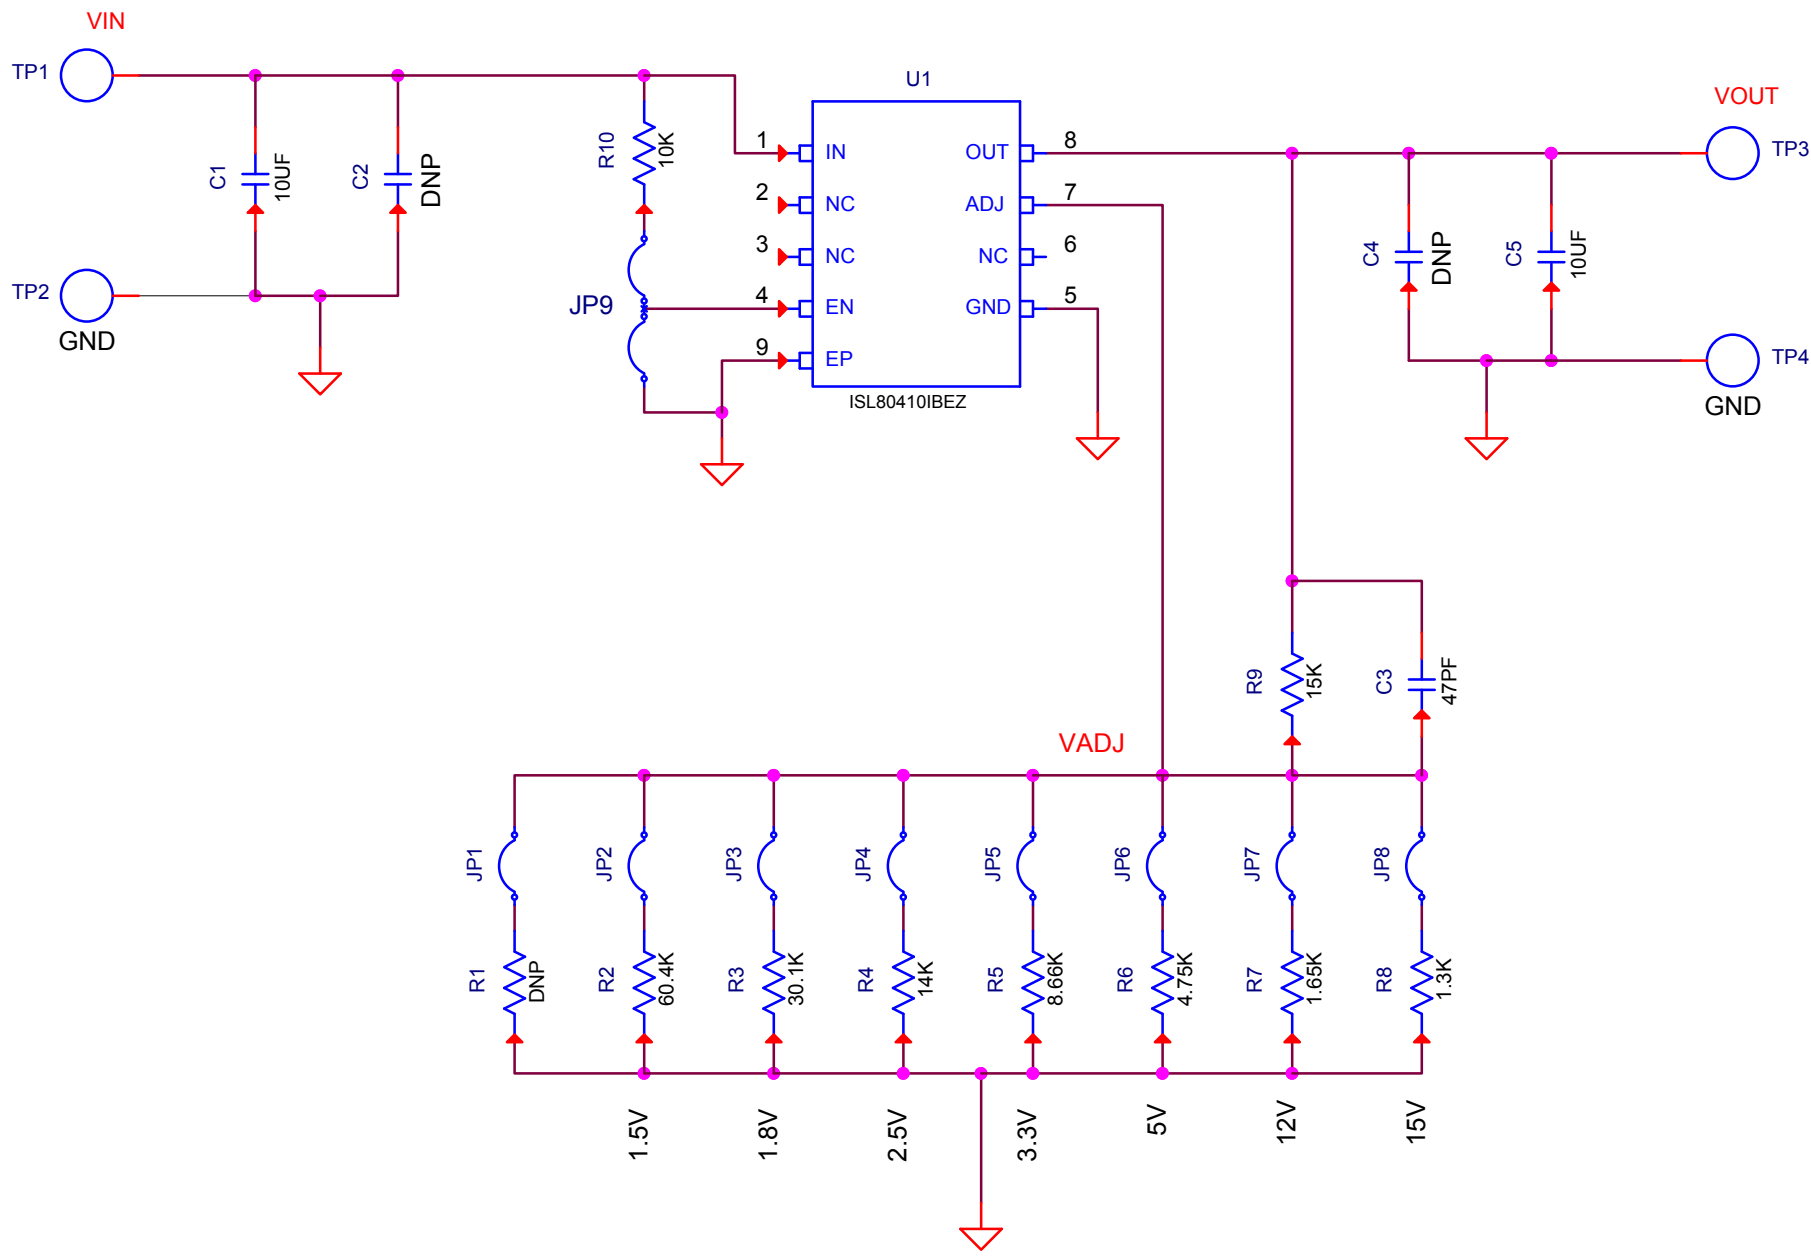 VIN
TP1
C1
10UF
C2
DNP
TP2
GND
R10
10K
JP9
U1
1
IN
2
NC
3
NC
4
EN
9
EP
OUT
8
ADJ
7
NC
6
GND
5
ISL80410IBEZ
VOUT
TP3
C4
DNP
C5
10UF
TP4
GND
R9
15K
C3
47PF
VADJ
JP1
JP2
JP3
JP4
JP5
JP6
JP7
JP8
R1
DNP
R2
60.4K
R3
30.1K
R4
14K
R5
8.66K
R6
4.75K
R7
1.65K
R8
1.3K
1.5V
1.8V
2.5V
3.3V
5V
12V
15V